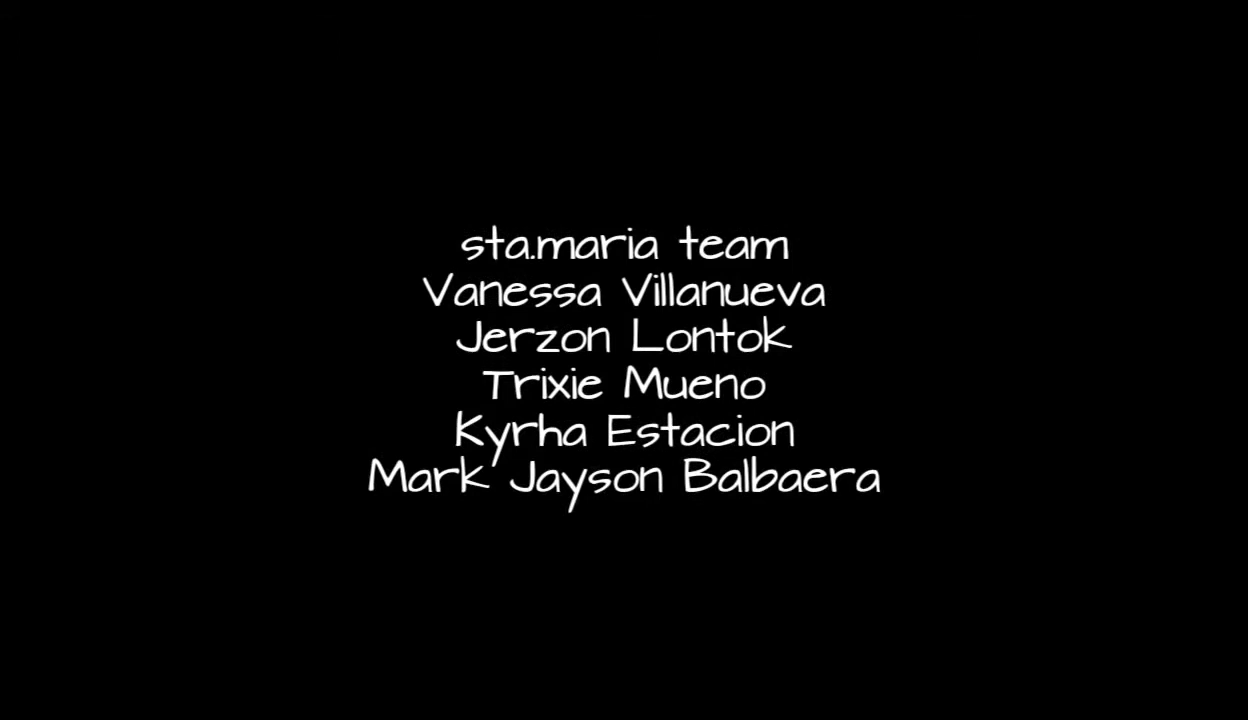 sta.maria team
Vanessa Villanueva
Jerzon Lontok
Trixie Mueno
Kyrha Estacion
Mark Jayson Balbaera